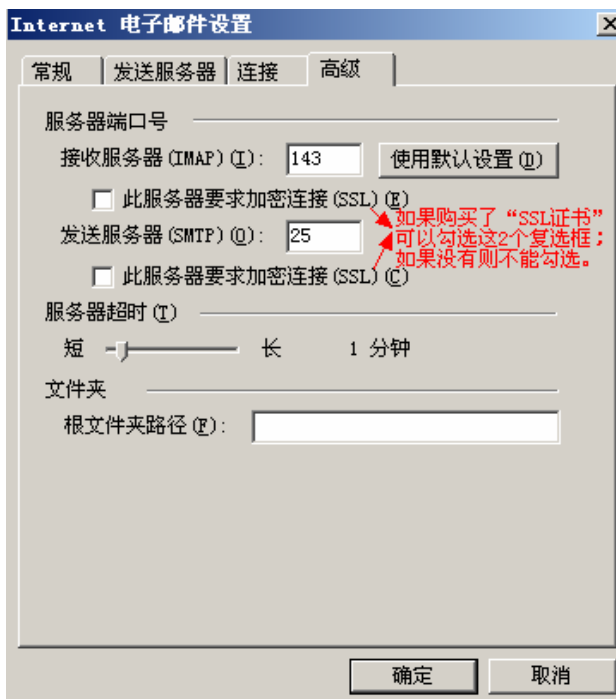 Internet 电子邮件设置
常规 发送服务器 连接 高级
服务器端口号
接收服务器(IMAP)(I): 143 使用默认设置(D)
此服务器要求加密连接(SSL)(E)
如果购买了“SSL证书”
发送服务器(SMTP)(O): 25
可以勾选这2个复选框;
如果没有则不能勾选。
此服务器要求加密连接(SSL)(C)
服务器超时(T)
短 长 1 分钟
文件夹
根文件夹路径(F):
确定 取消